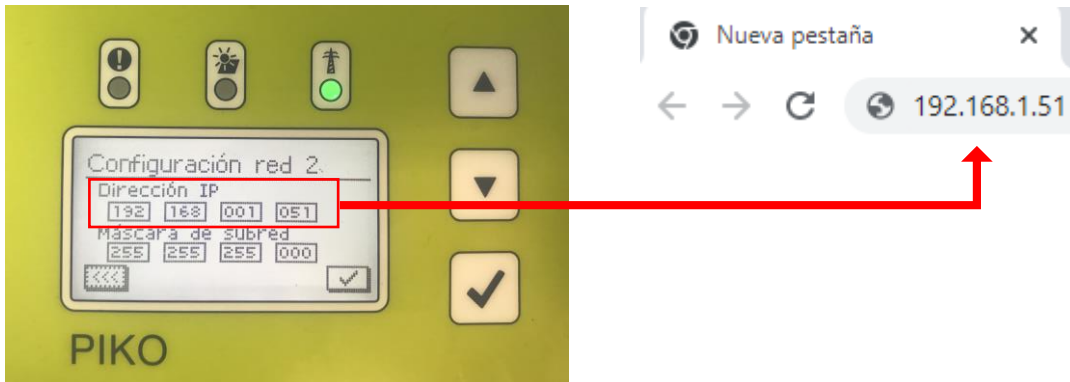 Configuración red 2.
Dirección IP
192 168 001 051
Máscara de subred
255 255 255 000
<<<
PIKO
Nueva pestaña
192.168.1.51